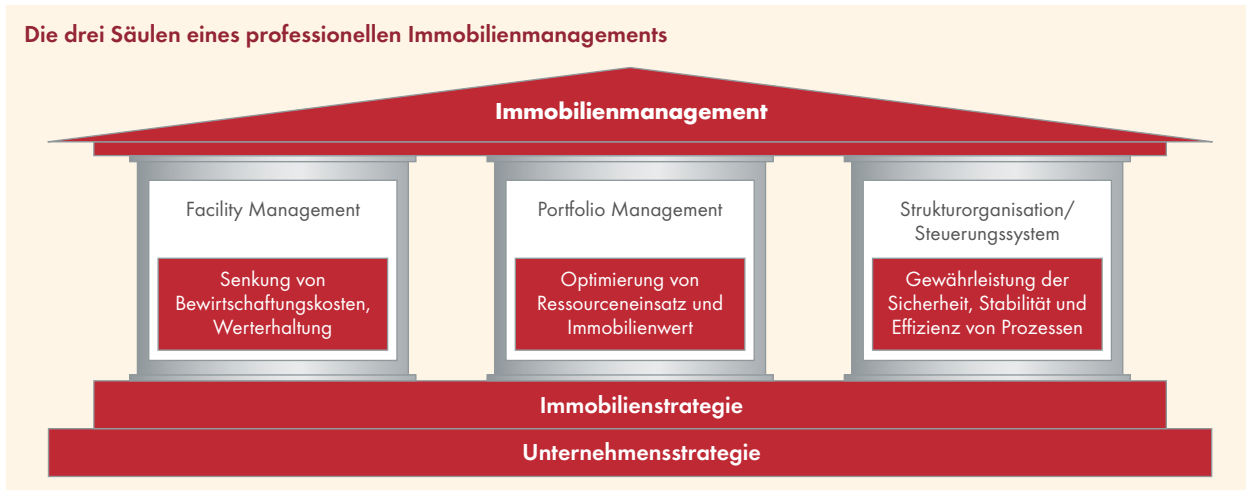 Die drei Säulen eines professionellen Immobilienmanagements
Immobilienmanagement
Facility Management
Senkung von
Bewirtschaftungskosten,
Werterhaltung
Portfolio Management
Optimierung von
Ressourceneinsatz und
Immobilienwert
Strukturorganisation/
Steuerungssystem
Gewährleistung der
Sicherheit, Stabilität und
Effizienz von Prozessen
Immobilienstrategie
Unternehmensstrategie